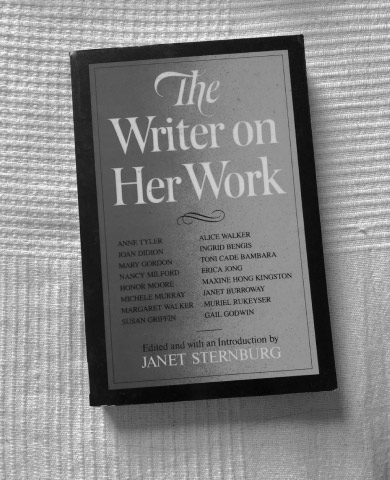 The
Writer on
Her Work
ANNE TYLER
JOAN DIDION
MARY GORDON
NANCY MILFORD
HONOR MOORE
MICHELE MURRAY
MARGARET WALKER
SUSAN GRIFFIN
ALICE WALKER
INGRID BENGIS
TONI CADE BAMBARA
ERICA JONG
MAXINE HONG KINGSTON
JANET BURROWAY
MURIEL RUKEYSER
GAIL GODWIN
Edited and with an Introduction by
JANET STERNBURG